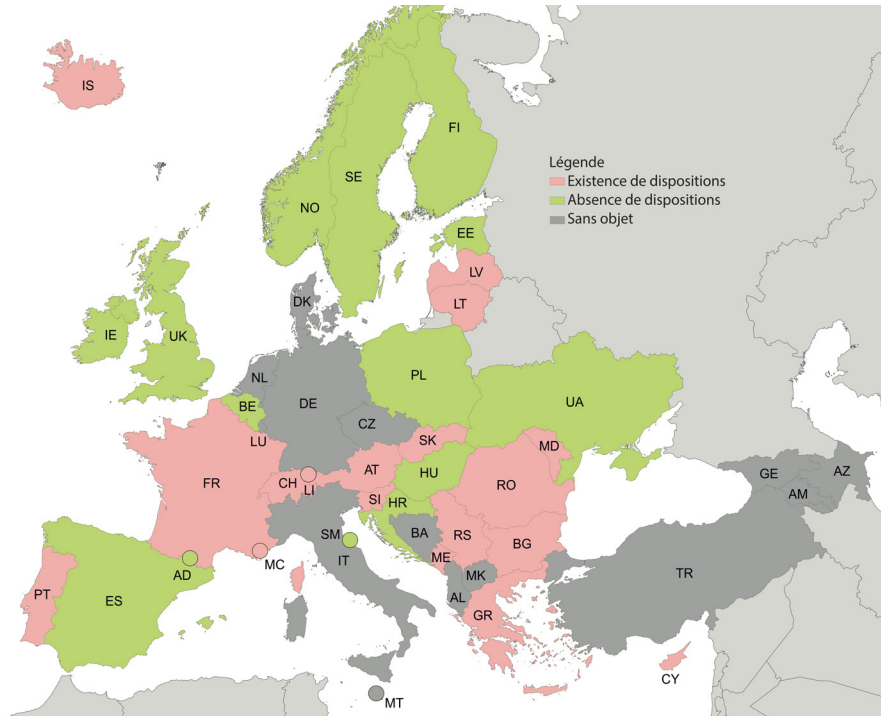 IS
FI
SE
NO
Légende
Existence de dispositions
Absence de dispositions
Sans objet
EE
LV
LT
DK
IE
UK
NL
PL
BE
DE
UA
CZ
LU
SK
MD
FR
CH
AT
HU
RO
LI
SI
HR
GE
AZ
AM
BA
RS
SM
BG
ME
IT
MC
AD
MK
TR
PT
ES
AL
GR
CY
MT